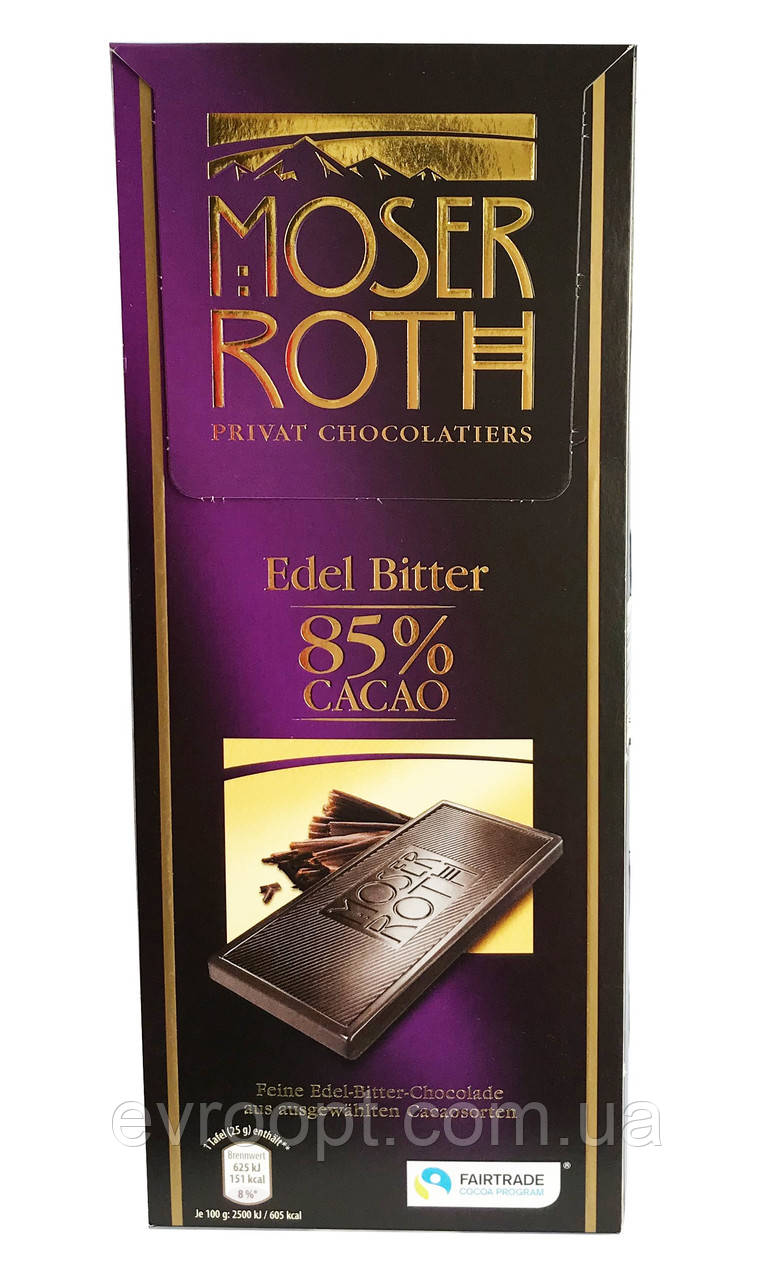 MOSER
ROTH
PRIVAT CHOCOLATIERS
Edel Bitter
85%
CACAO
MOSER
ROTH
Feine Edel-Bitter-Chocolade
aus ausgewählten Cacaosorten
evroopt.com.ua
1 Tafel (25 g) enthält**
Brennwert
625 kJ
151 kcal
8 %*
Je 100 g: 2500 kJ / 605 kcal
FAIRTRADE ®
COCOA PROGRAM